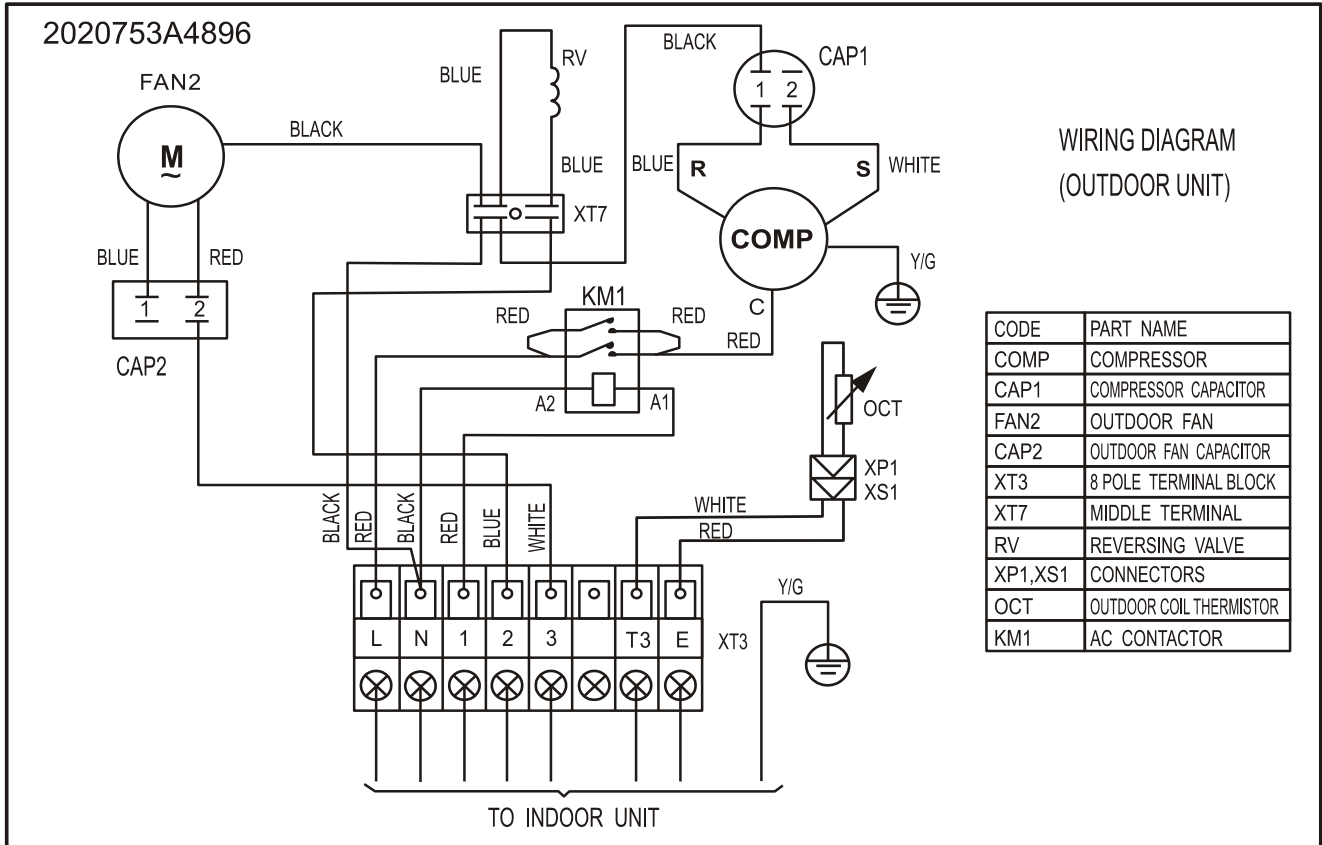 2020753A4896
FAN2
M
~
BLACK
BLUE
RED
1 2
CAP2
BLUE
RV
BLUE
XT7
BLACK
CAP1
1 2
BLUE
R
S
WHITE
COMP
Y/G
C
RED
KM1
RED
RED
A2
A1
OCT
XP1
XS1
WHITE
RED
BLACK
RED
BLACK
RED
BLUE
WHITE
L N 1 2 3 T3 E
XT3
Y/G
TO INDOOR UNIT
WIRING DIAGRAM
(OUTDOOR UNIT)
CODE PART NAME
COMP COMPRESSOR
CAP1 COMPRESSOR CAPACITOR
FAN2 OUTDOOR FAN
CAP2 OUTDOOR FAN CAPACITOR
XT3 8 POLE TERMINAL BLOCK
XT7 MIDDLE TERMINAL
RV REVERSING VALVE
XP1,XS1 CONNECTORS
OCT OUTDOOR COIL THERMISTOR
KM1 AC CONTACTOR